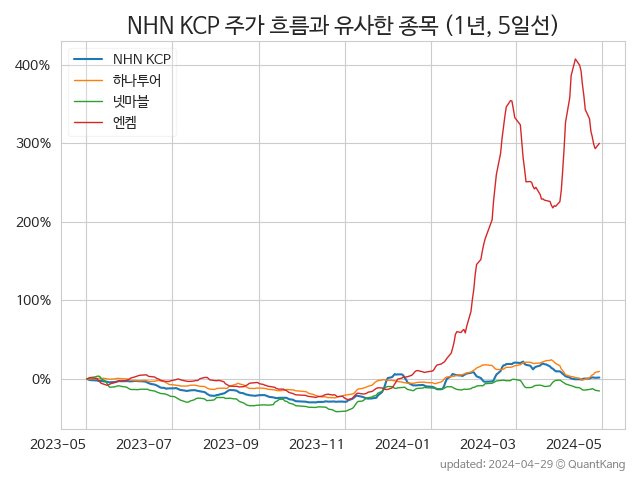 NHN KCP 주가 흐름과 유사한 종목 (1년, 5일선)
NHN KCP
하나투어
넷마블
엔켐
400%
300%
200%
100%
0%
2023-05 2023-07 2023-09 2023-11 2024-01 2024-03 2024-05
updated: 2024-04-29 © QuantKang